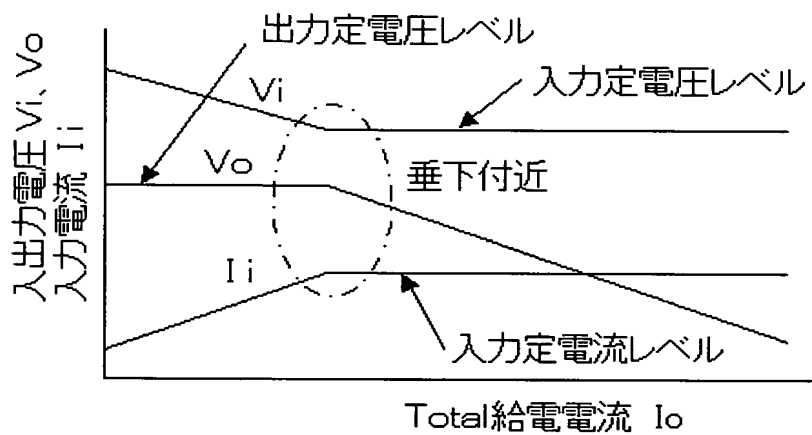 出力定電圧レベル
入出力電圧 Vi、Vo
入力電流 Ii
Vi
入力定電圧レベル
Vo
垂下付近
Ii
入力定電流レベル
Total給電電流 Io